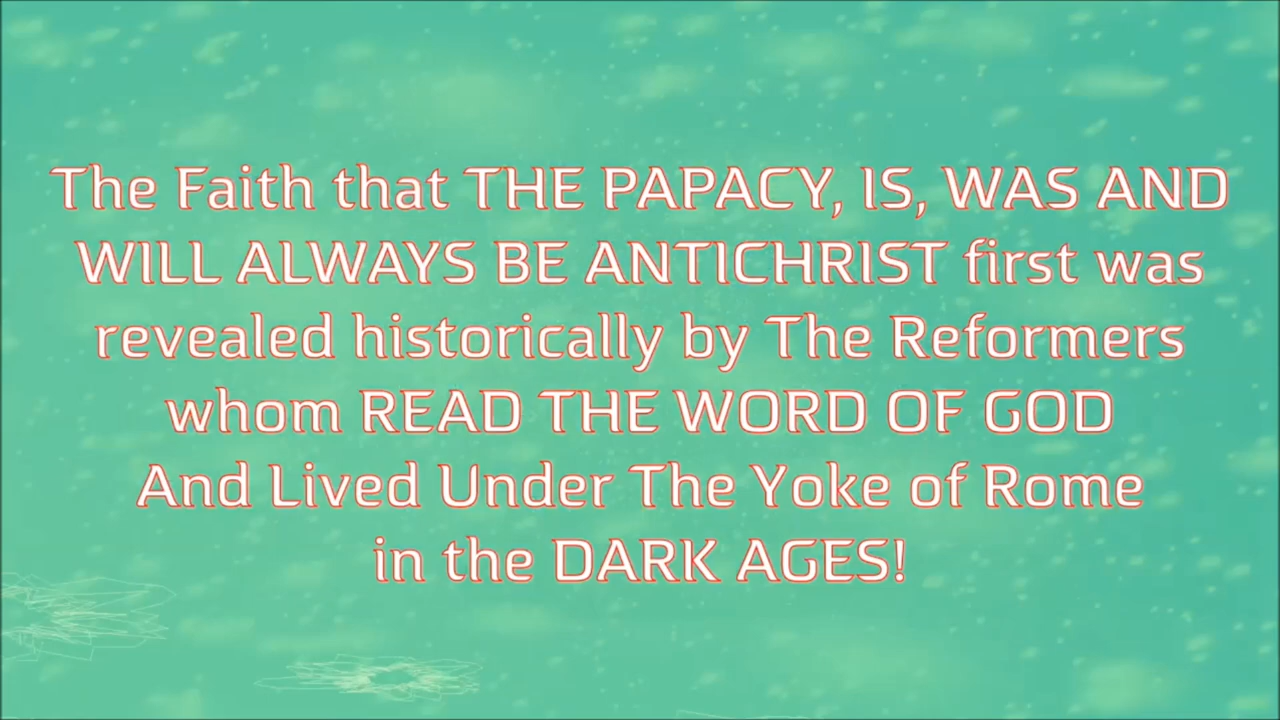 The Faith that THE PAPACY, IS, WAS AND
WILL ALWAYS BE ANTICHRIST first was
revealed historically by The Reformers
whom READ THE WORD OF GOD
And Lived Under The Yoke of Rome
in the DARK AGES!